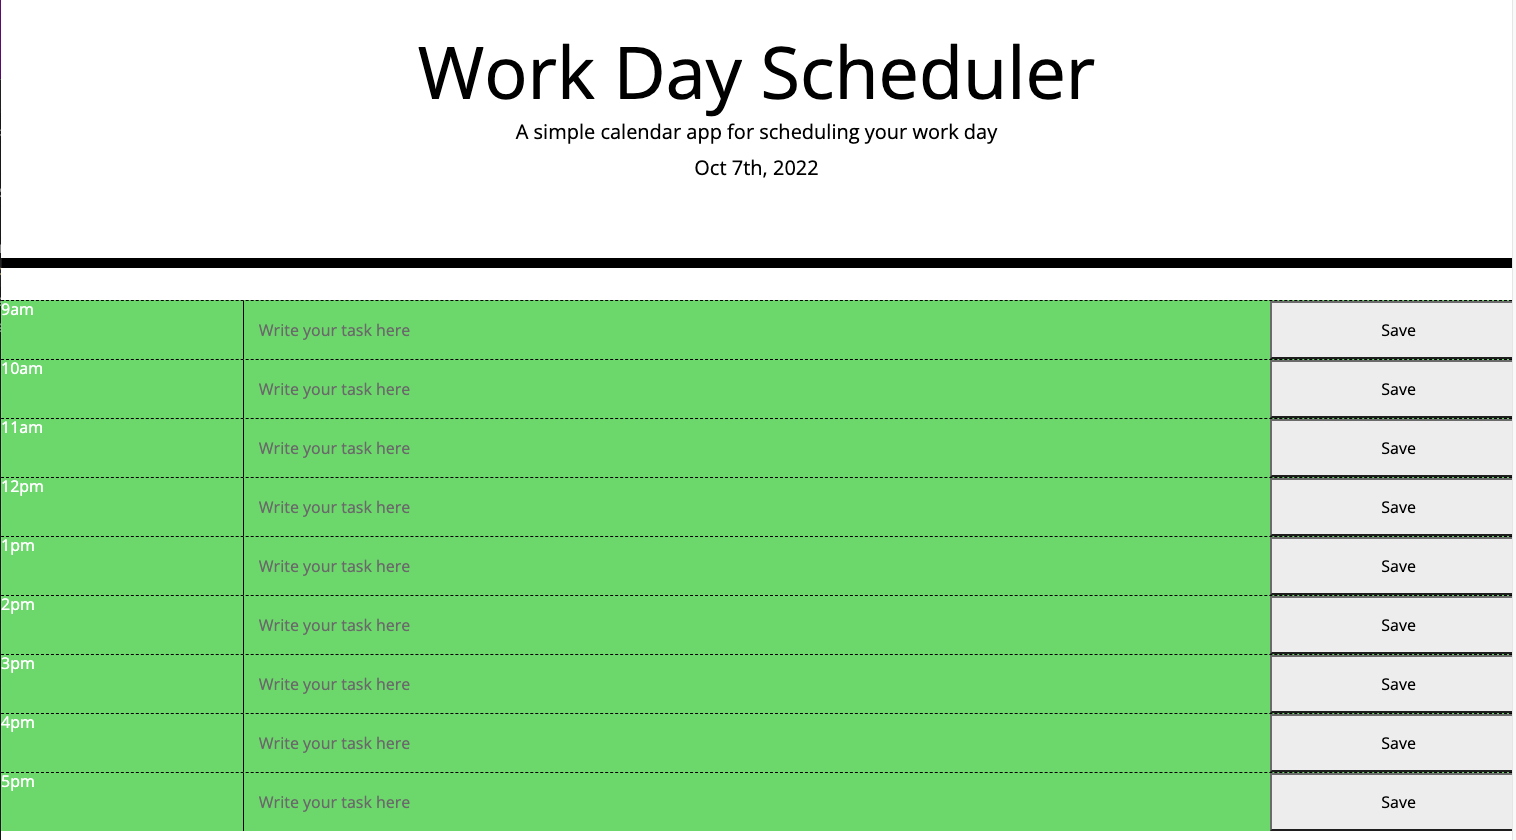 Work Day Scheduler
A simple calendar app for scheduling your work day
Oct 7th, 2022
9am
Write your task here
Save
10am
Write your task here
Save
11am
Write your task here
Save
12pm
Write your task here
Save
1pm
Write your task here
Save
2pm
Write your task here
Save
3pm
Write your task here
Save
4pm
Write your task here
Save
5pm
Write your task here
Save